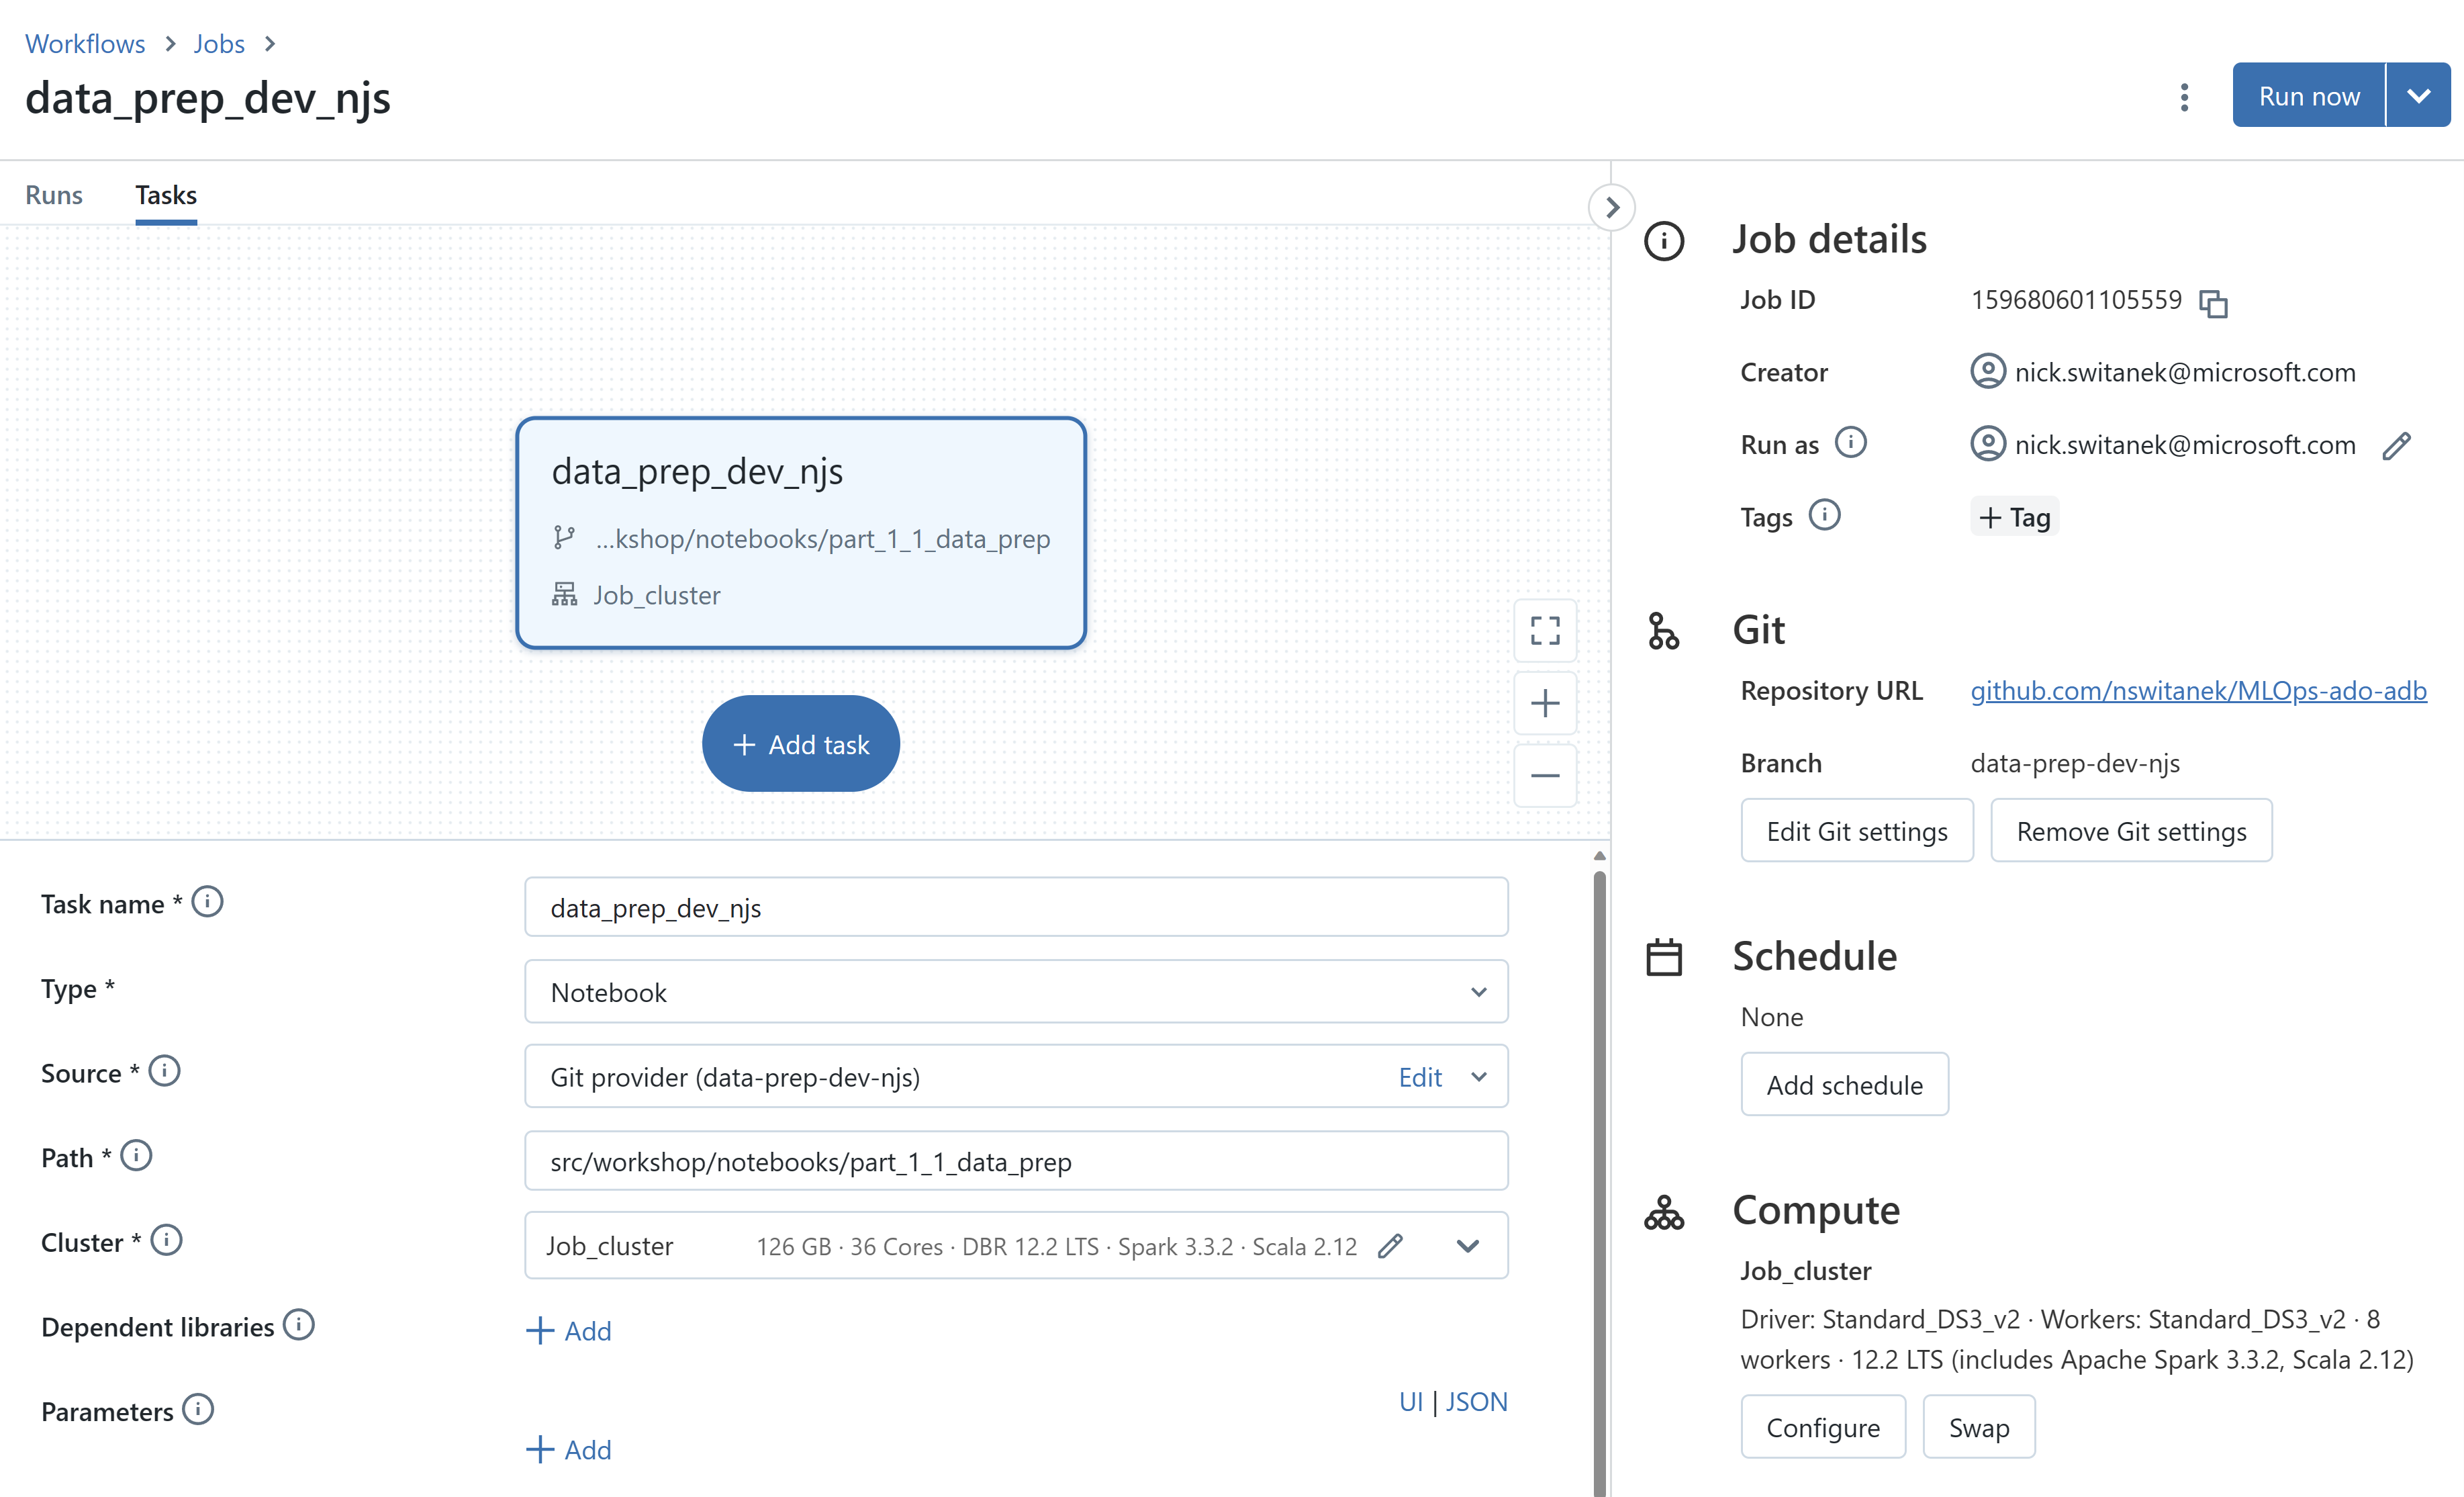 Workflows > Jobs >
data_prep_dev_njs
Run now
Runs Tasks
data_prep_dev_njs
...kshop/notebooks/part_1_1_data_prep
Job_cluster
+ Add task
Task name *
data_prep_dev_njs
Type *
Notebook
Source *
Git provider (data-prep-dev-njs) Edit
Path *
src/workshop/notebooks/part_1_1_data_prep
Cluster *
Job_cluster 126 GB · 36 Cores · DBR 12.2 LTS · Spark 3.3.2 · Scala 2.12
Dependent libraries
+ Add
Parameters
UI | JSON
+ Add
Job details
Job ID 159680601105559
Creator nick.switanek@microsoft.com
Run as nick.switanek@microsoft.com
Tags + Tag
Git
Repository URL github.com/nswitanek/MLOps-ado-adb
Branch data-prep-dev-njs
Edit Git settings Remove Git settings
Schedule
None
Add schedule
Compute
Job_cluster
Driver: Standard_DS3_v2 · Workers: Standard_DS3_v2 · 8
workers · 12.2 LTS (includes Apache Spark 3.3.2, Scala 2.12)
Configure Swap